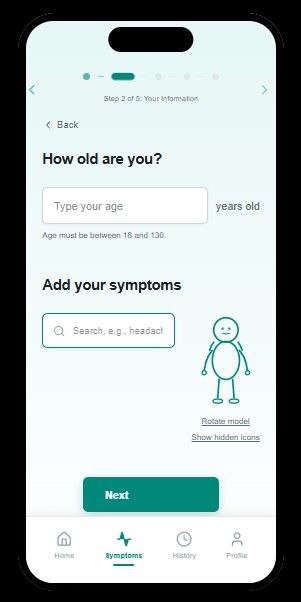 Step 2 of 5: Your Information
Back
How old are you?
Type your age
years old
Age must be between 18 and 130.
Add your symptoms
Search, e.g., headach
Rotate model
Show hidden icons
Next
Home
Symptoms
History
Profile